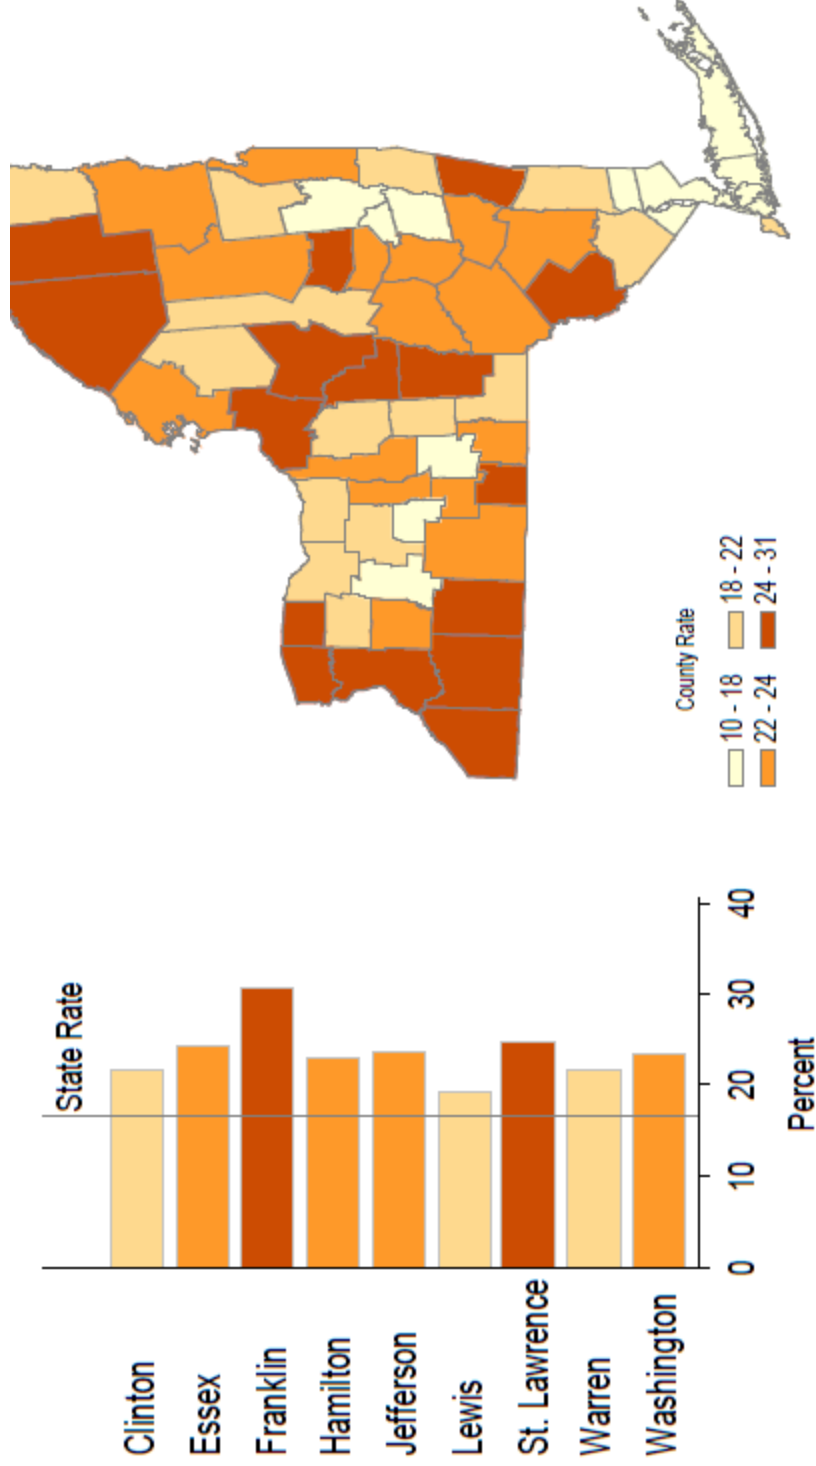 State Rate
Clinton
Essex
Franklin
Hamilton
Jefferson
Lewis
St. Lawrence
Warren
Washington
0 10 20 30 40
Percent
County Rate
10 - 18 18 - 22
22 - 24 24 - 31